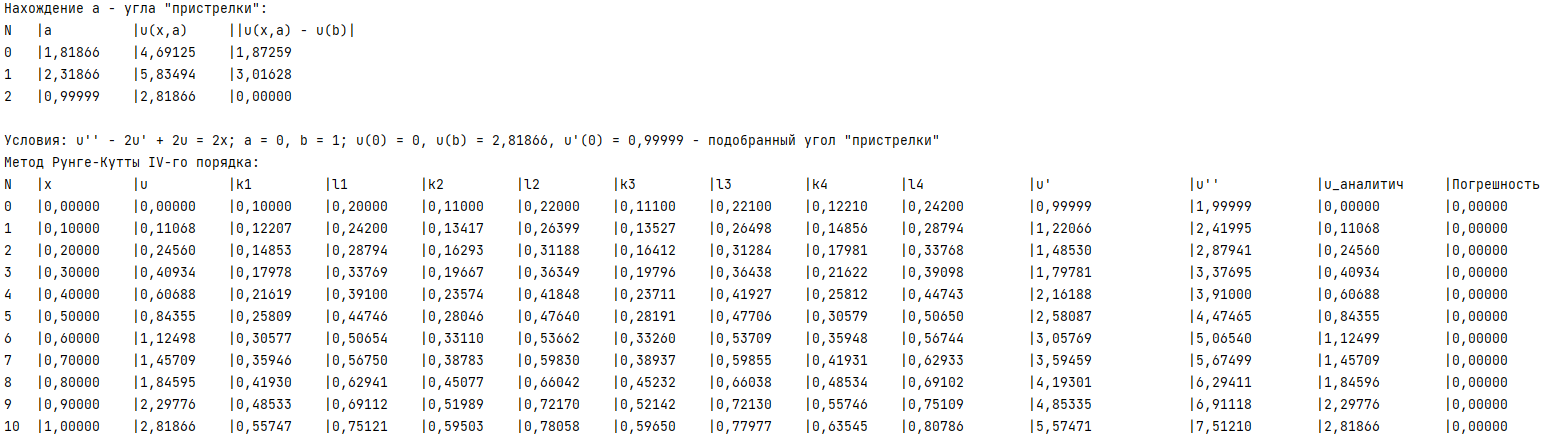 Нахождение a - угла "пристрелки":
N |a |u(x,a) ||u(x,a) - u(b)|
0 |1,81866 |4,69125 |1,87259
1 |2,31866 |5,83494 |3,01628
2 |0,99999 |2,81866 |0,00000
Условия: u'' - 2u' + 2u = 2x; a = 0, b = 1; u(0) = 0, u(b) = 2,81866, u'(0) = 0,99999 - подобранный угол "пристрелки"
Метод Рунге-Кутты IV-го порядка:
N |x |u |k1 |l1 |k2 |l2 |k3 |l3 |k4 |l4 |u' |u'' |u_аналитич |Погрешность
0 |0,00000 |0,00000 |0,10000 |0,20000 |0,11000 |0,22000 |0,11100 |0,22100 |0,12210 |0,24200 |0,99999 |1,99999 |0,00000 |0,00000
1 |0,10000 |0,11068 |0,12207 |0,24200 |0,13417 |0,26399 |0,13527 |0,26498 |0,14856 |0,28794 |1,22066 |2,41995 |0,11068 |0,00000
2 |0,20000 |0,24560 |0,14853 |0,28794 |0,16293 |0,31188 |0,16412 |0,31284 |0,17981 |0,33768 |1,48530 |2,87941 |0,24560 |0,00000
3 |0,30000 |0,40934 |0,17978 |0,33769 |0,19667 |0,36349 |0,19796 |0,36438 |0,21622 |0,39098 |1,79781 |3,37695 |0,40934 |0,00000
4 |0,40000 |0,60688 |0,21619 |0,39100 |0,23574 |0,41848 |0,23711 |0,41927 |0,25812 |0,44743 |2,16188 |3,91000 |0,60688 |0,00000
5 |0,50000 |0,84355 |0,25809 |0,44746 |0,28046 |0,47640 |0,28191 |0,47706 |0,30579 |0,50650 |2,58087 |4,47465 |0,84355 |0,00000
6 |0,60000 |1,12498 |0,30577 |0,50654 |0,33110 |0,53662 |0,33260 |0,53709 |0,35948 |0,56744 |3,05769 |5,06540 |1,12499 |0,00000
7 |0,70000 |1,45709 |0,35946 |0,56750 |0,38783 |0,59830 |0,38937 |0,59855 |0,41931 |0,62933 |3,59459 |5,67499 |1,45709 |0,00000
8 |0,80000 |1,84595 |0,41930 |0,62941 |0,45077 |0,66042 |0,45232 |0,66038 |0,48534 |0,69102 |4,19301 |6,29411 |1,84596 |0,00000
9 |0,90000 |2,29776 |0,48533 |0,69112 |0,51989 |0,72170 |0,52142 |0,72130 |0,55746 |0,75109 |4,85335 |6,91118 |2,29776 |0,00000
10 |1,00000 |2,81866 |0,55747 |0,75121 |0,59503 |0,78058 |0,59650 |0,77977 |0,63545 |0,80786 |5,57471 |7,51210 |2,81866 |0,00000